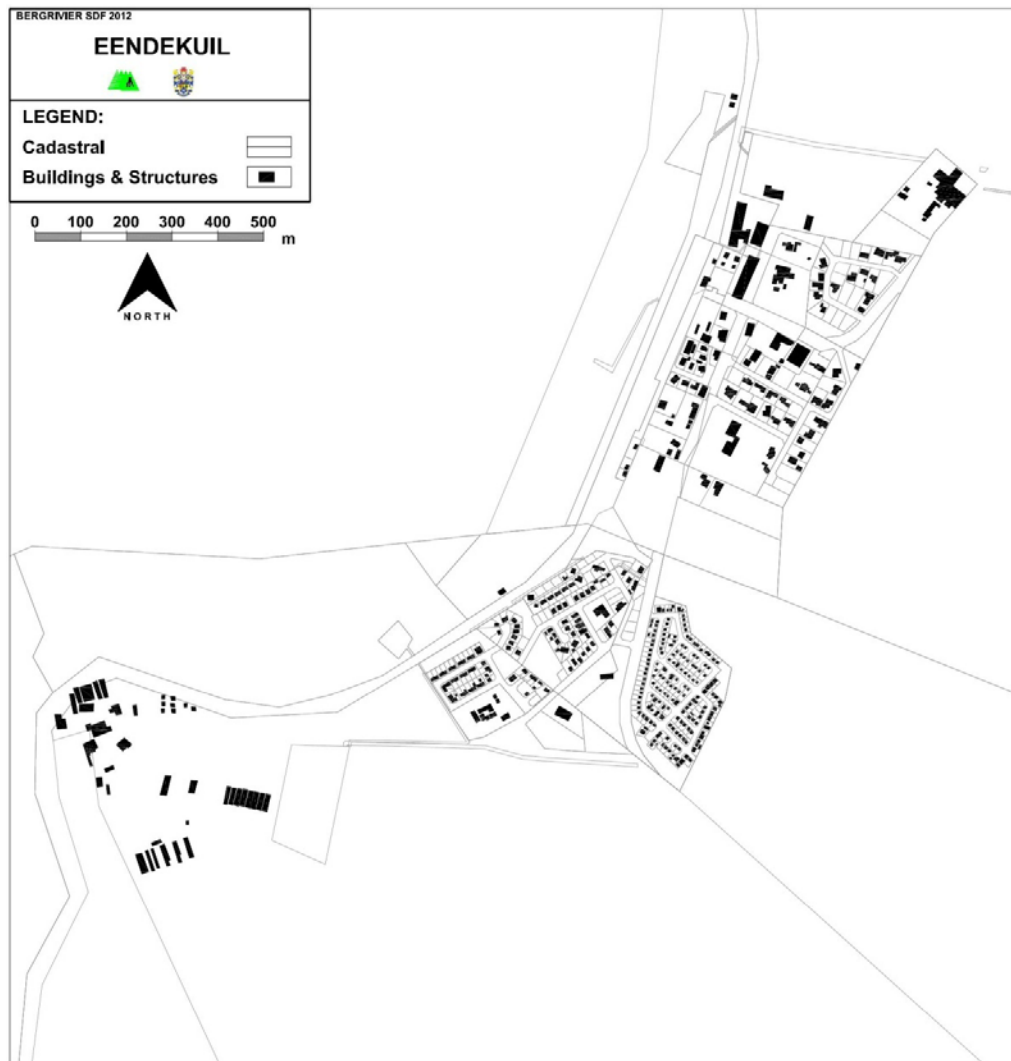 BERGRIVIER SDF 2012
EENDEKUIL
LEGEND:
Cadastral
Buildings & Structures
0 100 200 300 400 500
m
NORTH